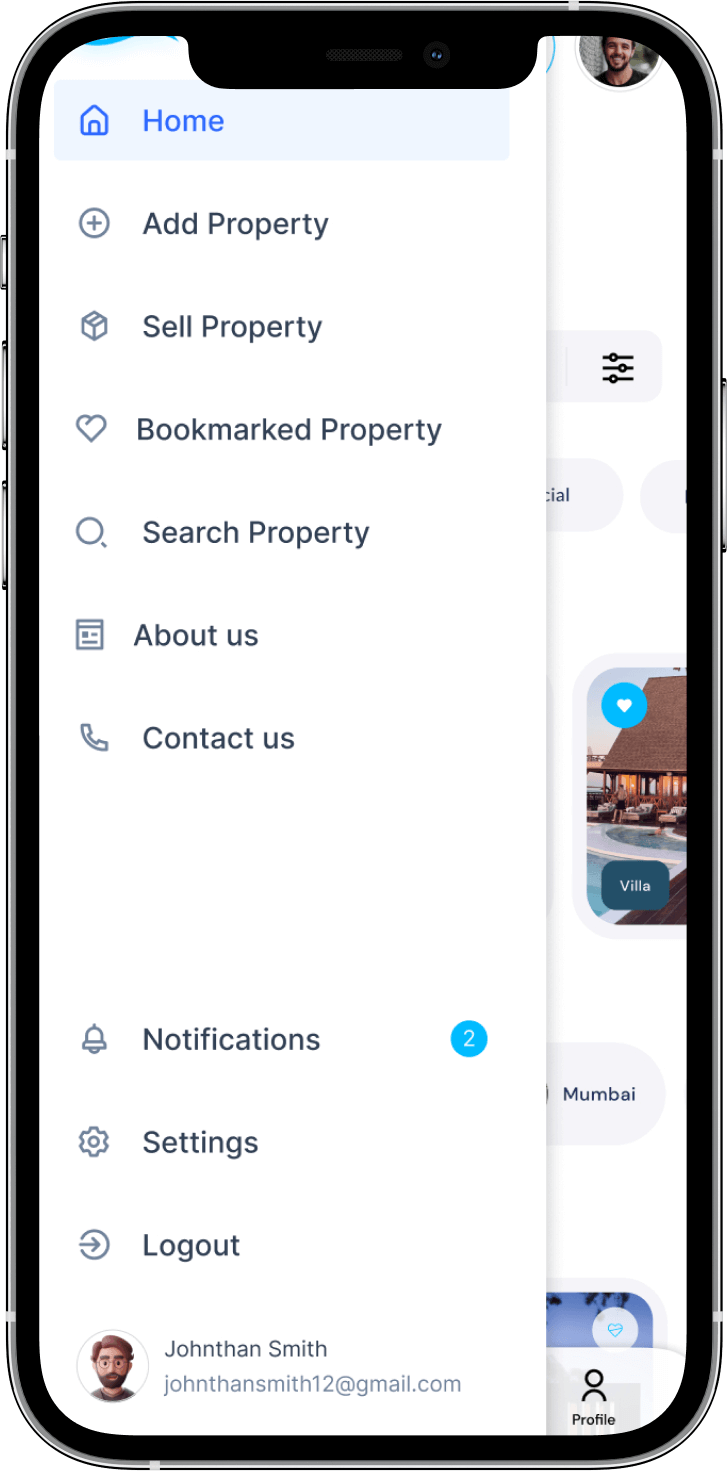 Home
Add Property
Sell Property
Bookmarked Property
Search Property
About us
Contact us
Notifications 2
Settings
Logout
Johnthan Smith
johnthansmith12@gmail.com
cial
Villa
Mumbai
Profile